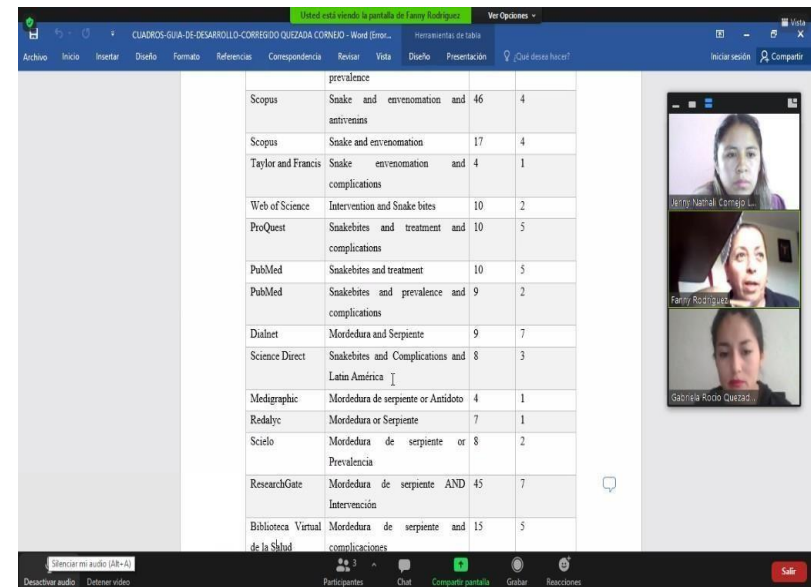 Usted está viendo la pantalla de Fanny Rodriguez
Ver Opciones
Vista
CUADROS-GUIA-DE-DESARROLLO-CORREGIDO QUEZADA CORNEJO - Word (Error...
Herramientas de tabla
Archivo Inicio Insertar Diseño Formato Referencias Correspondencia Revisar Vista Diseño Presentación ¿Qué desea hacer?
Iniciar sesión Compartir
prevalence
Scopus Snake and envenomation and 46 4
antivenins
Scopus Snake and envenomation 17 4
Taylor and Francis Snake envenomation and 4 1
complications
Web of Science Intervention and Snake bites 10 2
ProQuest Snakebites and treatment and 10 5
complications
PubMed Snakebites and treatment 10 5
PubMed Snakebites and prevalence and 9 2
complications
Dialnet Mordedura and Serpiente 9 7
Science Direct Snakebites and Complications and 8 3
Latin América
Medigraphic Mordedura de serpiente or Antídoto 4 1
Redalyc Mordedura or Serpiente 7 1
Scielo Mordedura de serpiente or 8 2
Prevalencia
ResearchGate Mordedura de serpiente AND 45 7
Intervención
Biblioteca Virtual Mordedura de serpiente and 15 5
de la Salud complicaciones
Jenny Nathali Cornejo L...
Fanny Rodriguez
Gabriela Rocio Quezad...
Silenciar mi audio (Alt+A)
Desactivar audio Detener video
3
Participantes Chat Compartir pantalla Grabar Reacciones
Salir